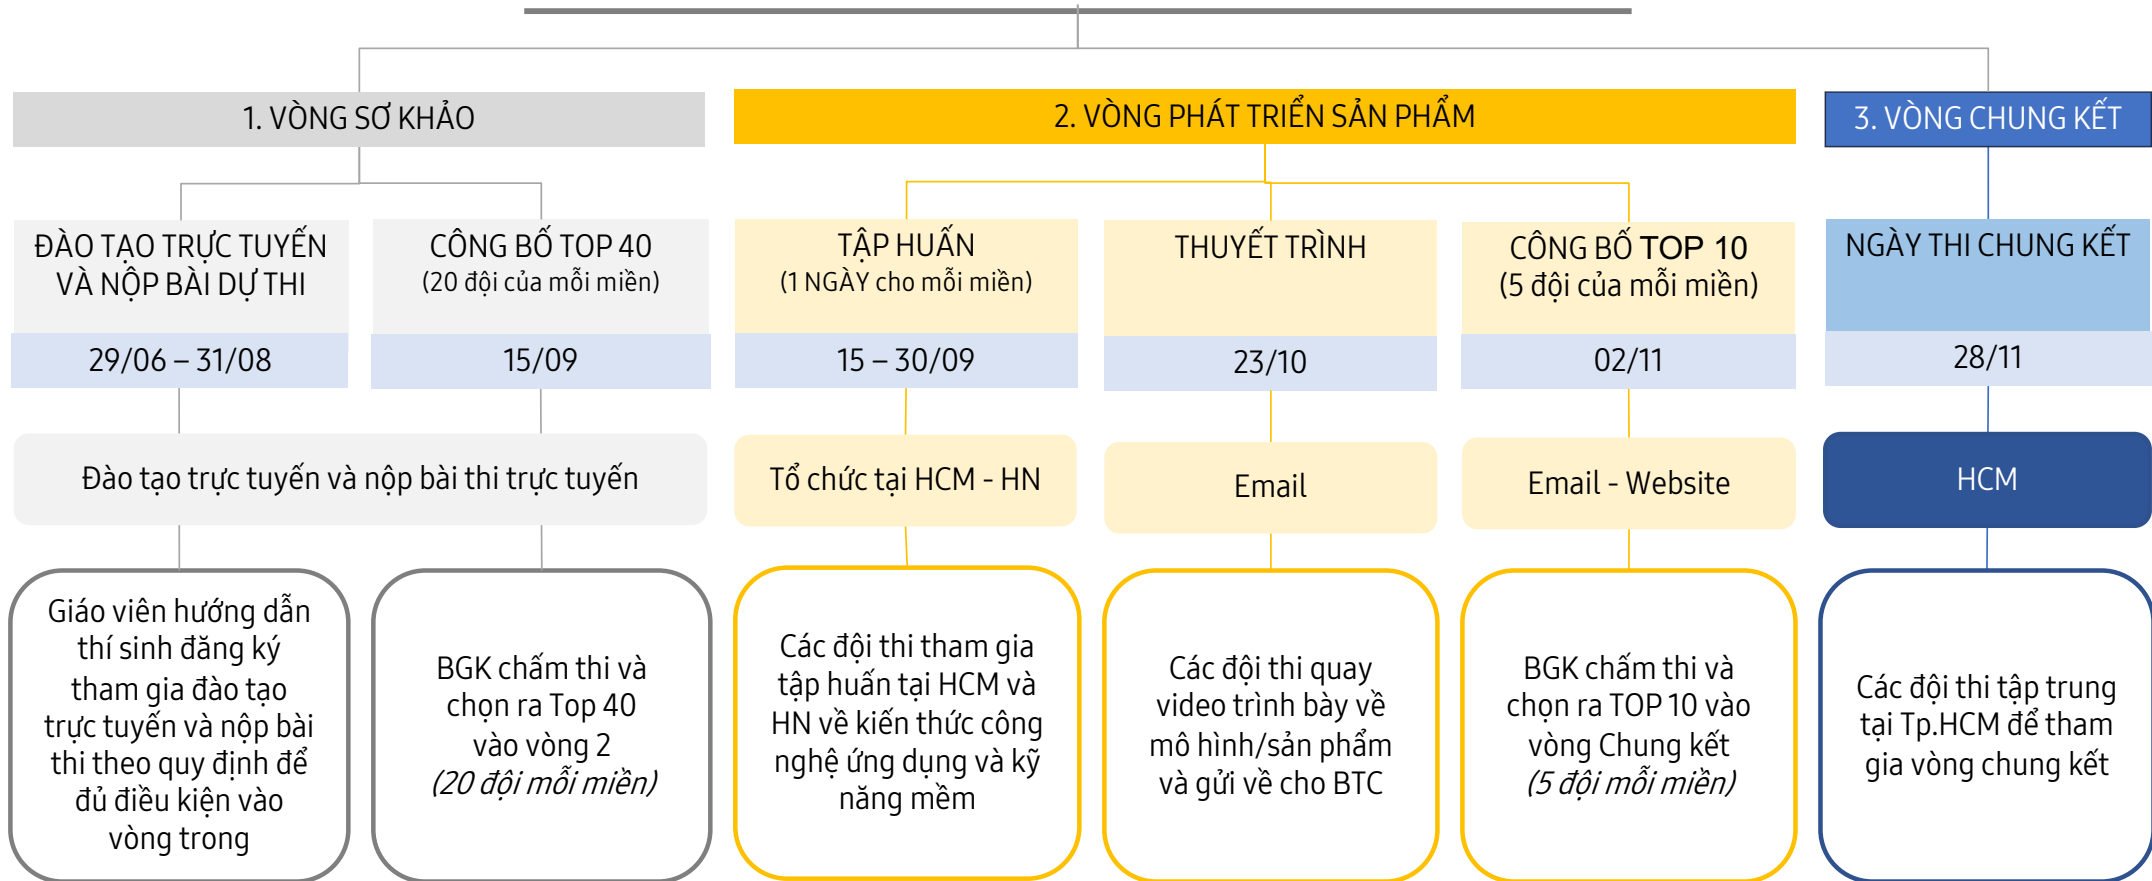 1. VÒNG SƠ KHẢO
2. VÒNG PHÁT TRIỂN SẢN PHẨM
3. VÒNG CHUNG KẾT
ĐÀO TẠO TRỰC TUYẾN
VÀ NỘP BÀI DỰ THI
CÔNG BỐ TOP 40
(20 đội của mỗi miền)
TẬP HUẤN
(1 NGÀY cho mỗi miền)
THUYẾT TRÌNH
CÔNG BỐ TOP 10
(5 đội của mỗi miền)
NGÀY THI CHUNG KẾT
29/06 – 31/08
15/09
15 – 30/09
23/10
02/11
28/11
Đào tạo trực tuyến và nộp bài thi trực tuyến
Tổ chức tại HCM - HN
Email
Email - Website
HCM
Giáo viên hướng dẫn
thí sinh đăng ký
tham gia đào tạo
trực tuyến và nộp bài
thi theo quy định để
đủ điều kiện vào
vòng trong
BGK chấm thi và
chọn ra Top 40
vào vòng 2
(20 đội mỗi miền)
Các đội thi tham gia
tập huấn tại HCM và
HN về kiến thức công
nghệ ứng dụng và kỹ
năng mềm
Các đội thi quay
video trình bày về
mô hình/sản phẩm
và gửi về cho BTC
BGK chấm thi và
chọn ra TOP 10 vào
vòng Chung kết
(5 đội mỗi miền)
Các đội thi tập trung
tại Tp.HCM để tham
gia vòng chung kết